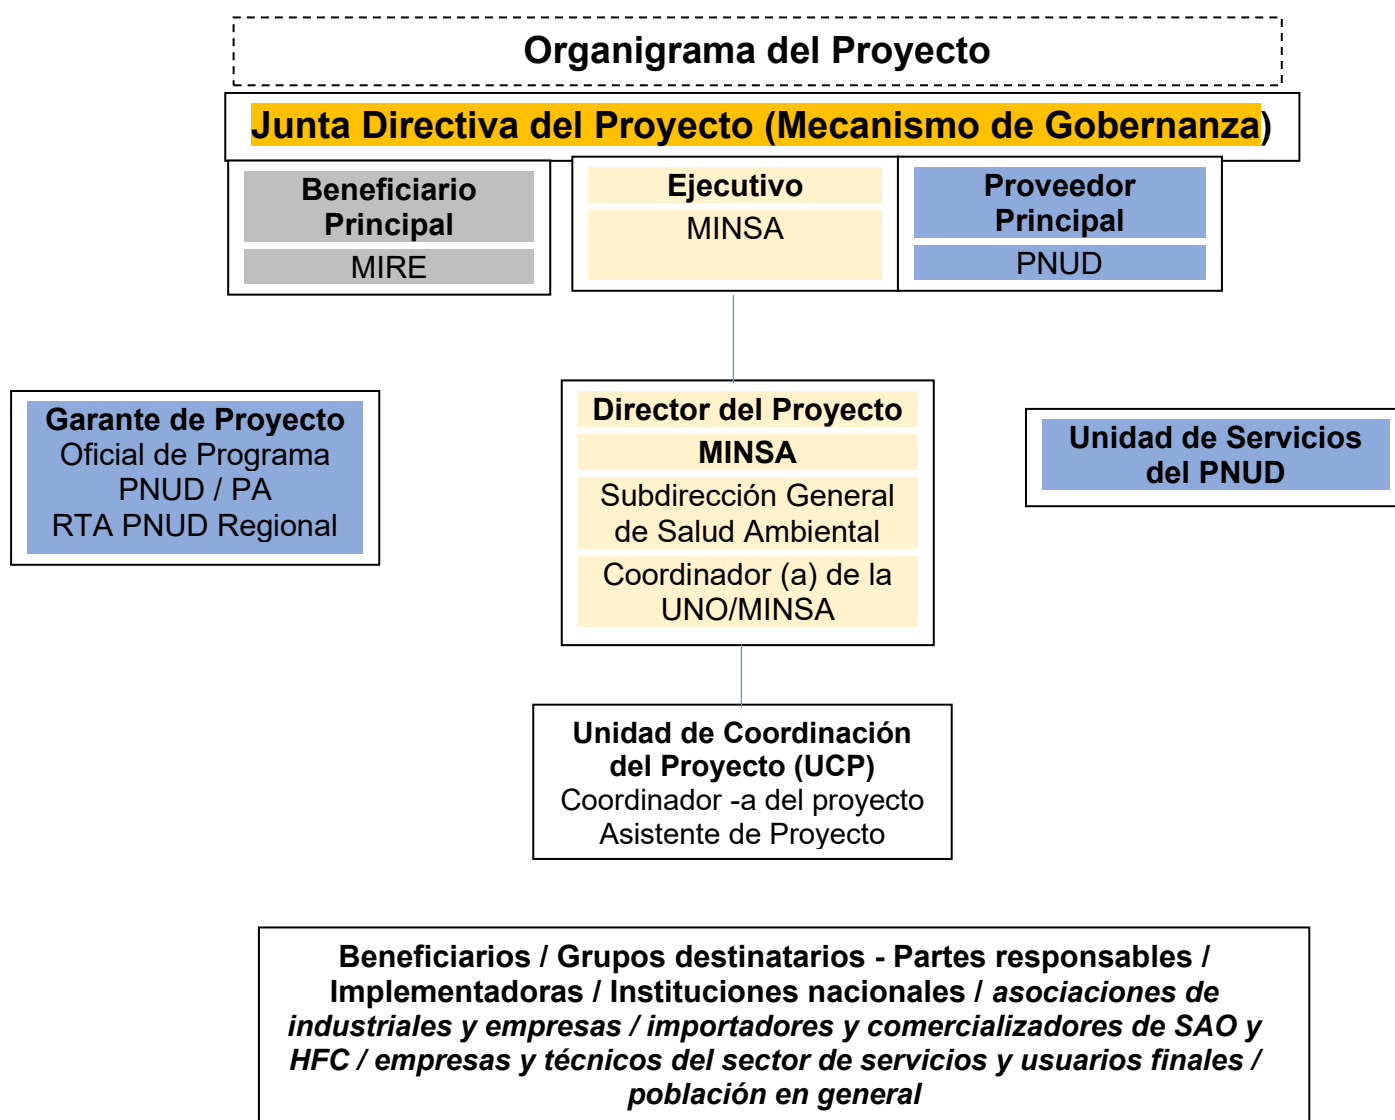 Organigrama del Proyecto
Junta Directiva del Proyecto (Mecanismo de Gobernanza)
Beneficiario
Principal
MIRE
Ejecutivo
MINSA
Proveedor
Principal
PNUD
Garante de Proyecto
Oficial de Programa
PNUD / PA
RTA PNUD Regional
Director del Proyecto
MINSA
Subdirección General
de Salud Ambiental
Coordinador (a) de la
UNO/MINSA
Unidad de Servicios
del PNUD
Unidad de Coordinación
del Proyecto (UCP)
Coordinador -a del proyecto
Asistente de Proyecto
Beneficiarios / Grupos destinatarios - Partes responsables /
Implementadoras / Instituciones nacionales / asociaciones de
industriales y empresas / importadores y comercializadores de SAO y
HFC / empresas y técnicos del sector de servicios y usuarios finales /
población en general